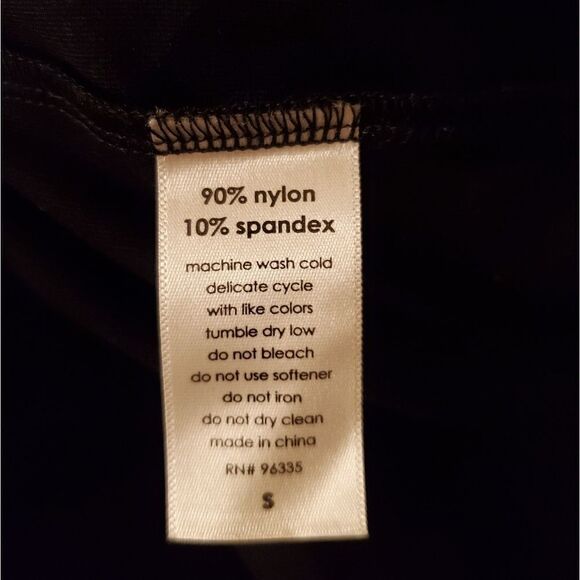 90% nylon
10% spandex
machine wash cold
delicate cycle
with like colors
tumble dry low
do not bleach
do not use softener
do not iron
do not dry clean
made in china
RN# 96335
S